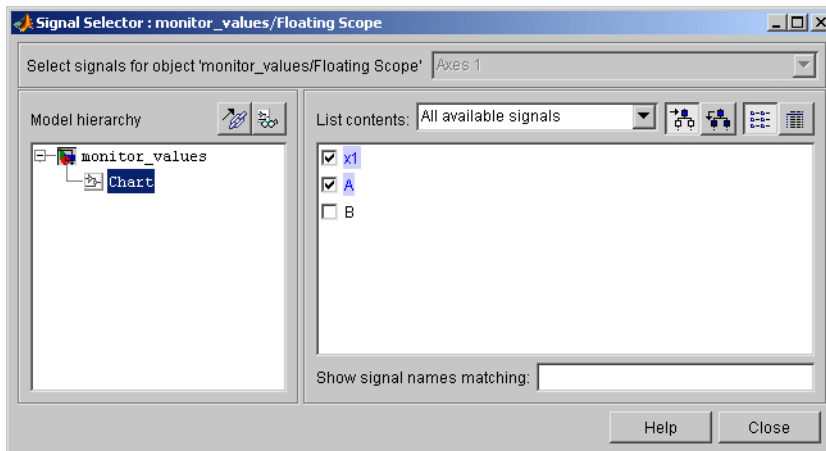 Signal Selector : monitor_values/Floating Scope
Select signals for object 'monitor_values/Floating Scope' Axes 1
Model hierarchy
monitor_values
Chart
List contents: All available signals
x1
A
B
Show signal names matching:
Help Close